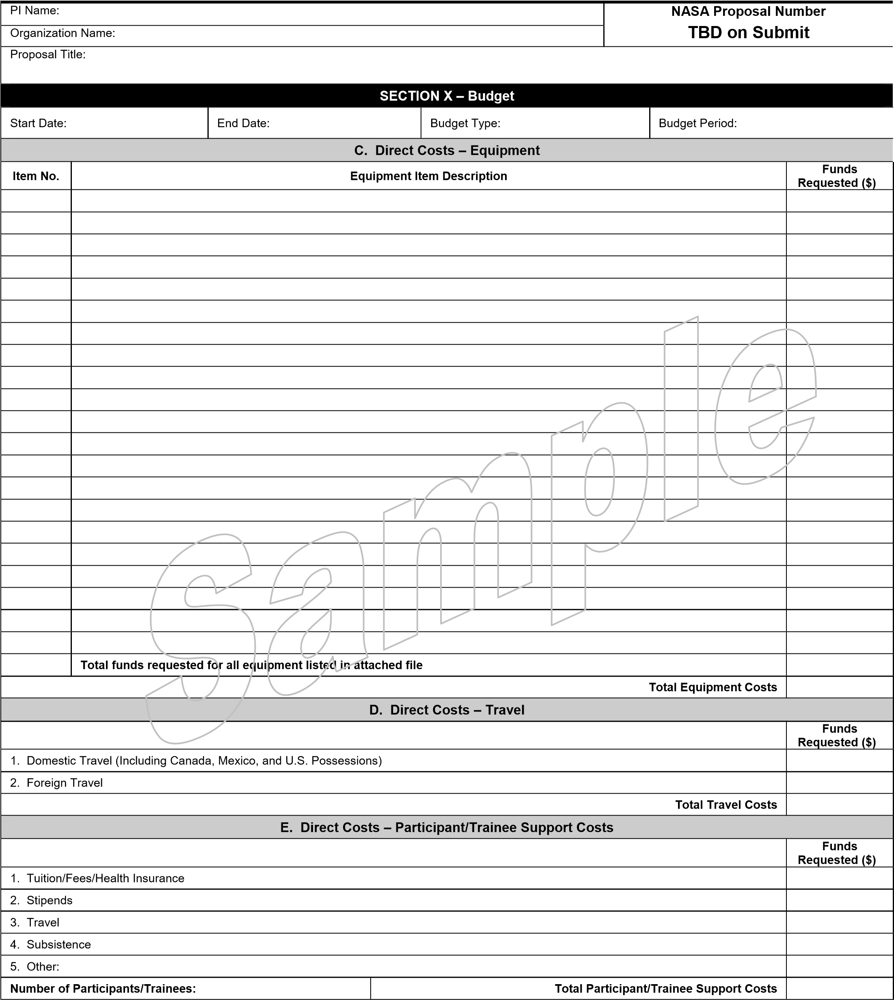 PI Name:
NASA Proposal Number
Organization Name:
TBD on Submit
Proposal Title:
SECTION X – Budget
Start Date:
End Date:
Budget Type:
Budget Period:
C.  Direct Costs – Equipment
Item No.
Equipment Item Description
Funds
Requested ($)
Sample
Total funds requested for all equipment listed in attached file
Total Equipment Costs
D.  Direct Costs – Travel
Funds
Requested ($)
1.  Domestic Travel (Including Canada, Mexico, and U.S. Possessions)
2.  Foreign Travel
Total Travel Costs
E.  Direct Costs – Participant/Trainee Support Costs
Funds
Requested ($)
1.  Tuition/Fees/Health Insurance
2.  Stipends
3.  Travel
4.  Subsistence
5.  Other:
Number of Participants/Trainees:
Total Participant/Trainee Support Costs